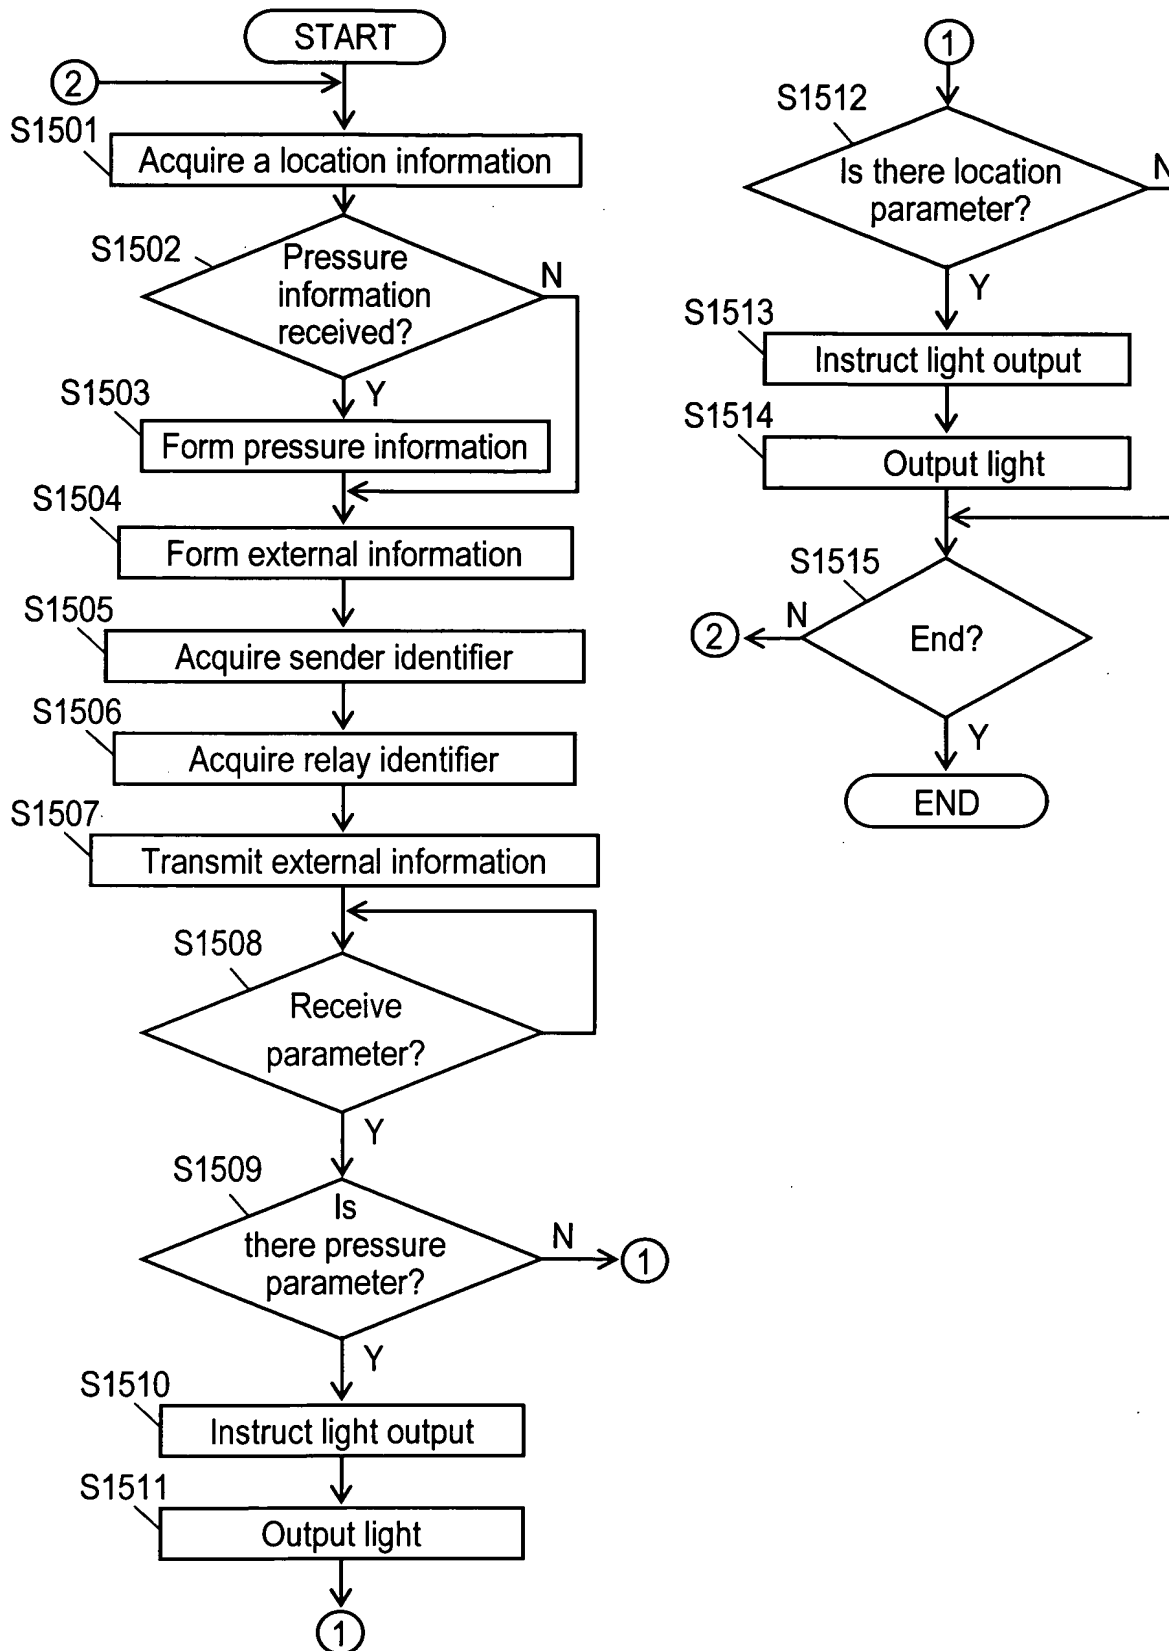 START
2
S1501
Acquire a location information
S1502
Pressure
information
received?
N
Y
S1503
Form pressure information
S1504
Form external information
S1505
Acquire sender identifier
S1506
Acquire relay identifier
S1507
Transmit external information
S1508
Receive
parameter?
Y
S1509
Is
there pressure
parameter?
N
1
Y
S1510
Instruct light output
S1511
Output light
1
1
S1512
Is there location
parameter?
N
Y
S1513
Instruct light output
S1514
Output light
S1515
End?
N
2
Y
END